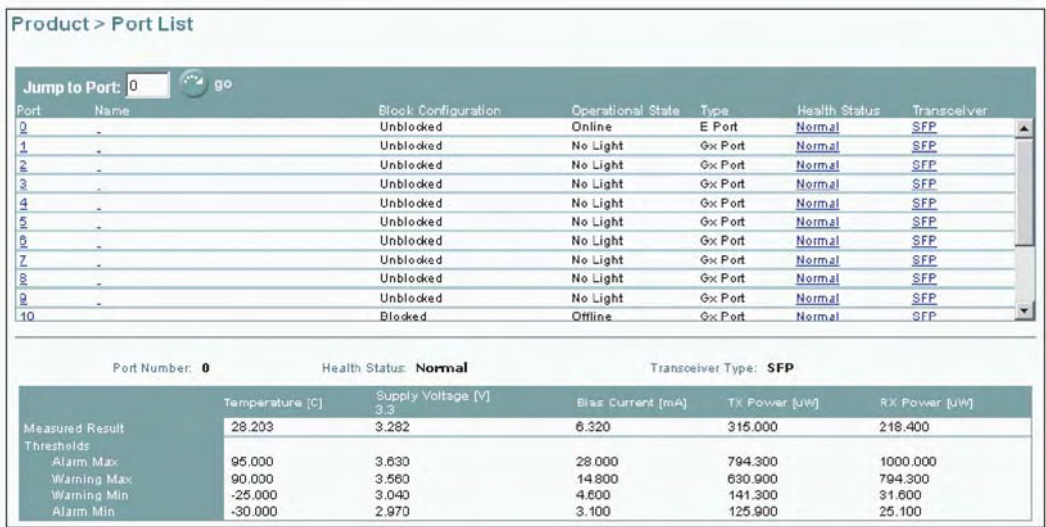 Product > Port List
Jump to Port: 0 go
Port Name Block Configuration Operational State Type Health Status Transceiver
0 - Unblocked Online E Port Normal SFP
1 - Unblocked No Light Gx Port Normal SFP
2 - Unblocked No Light Gx Port Normal SFP
3 - Unblocked No Light Gx Port Normal SFP
4 - Unblocked No Light Gx Port Normal SFP
5 - Unblocked No Light Gx Port Normal SFP
6 - Unblocked No Light Gx Port Normal SFP
7 - Unblocked No Light Gx Port Normal SFP
8 - Unblocked No Light Gx Port Normal SFP
9 - Unblocked No Light Gx Port Normal SFP
10 Blocked Offline Gx Port Normal SFP
Port Number: 0 Health Status: Normal Transceiver Type: SFP
Temperature [C] Supply Voltage [V] 3.3 Bias Current [mA] TX Power [uW] RX Power [uW]
Measured Result 28.203 3.282 6.320 315.000 218.400
Thresholds
Alarm Max 95.000 3.630 28.000 794.300 1000.000
Warning Max 90.000 3.560 14.800 630.900 794.300
Warning Min -25.000 3.040 4.600 141.300 31.600
Alarm Min -30.000 2.970 3.100 125.900 25.100